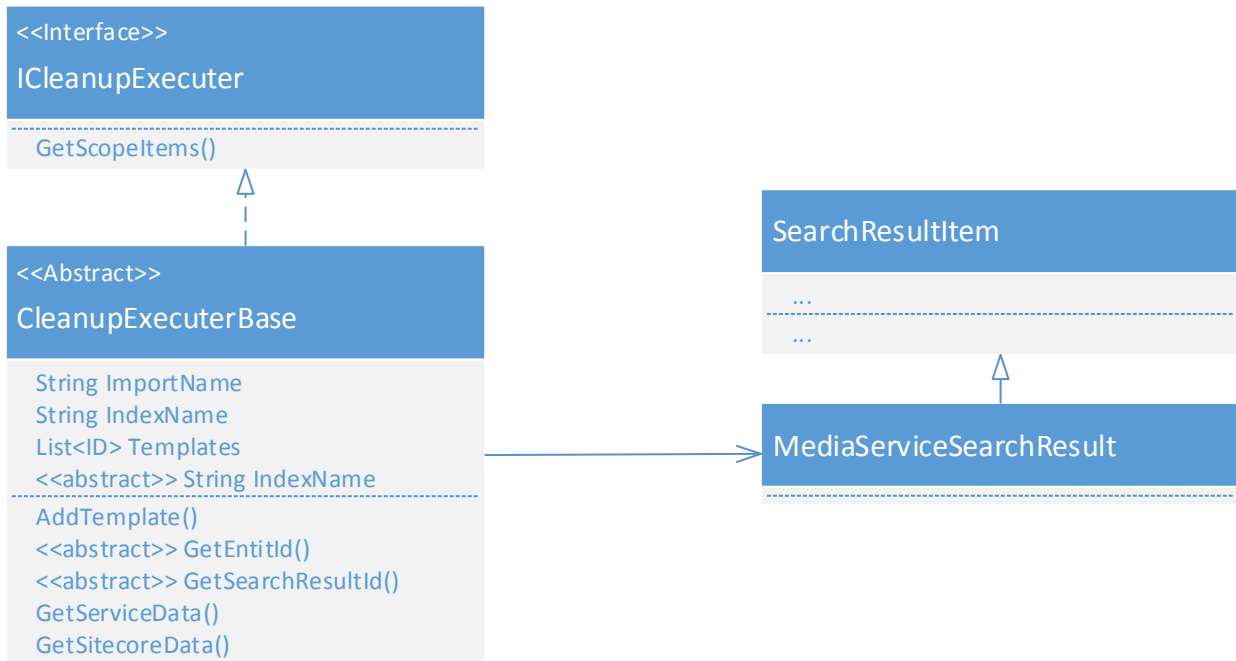 <<Interface>>
ICleanupExecuter
GetScopeItems()
<<Abstract>>
CleanupExecuterBase
String ImportName
String IndexName
List<ID> Templates
<<abstract>> String IndexName
AddTemplate()
<<abstract>> GetEntitId()
<<abstract>> GetSearchResultId()
GetServiceData()
GetSitecoreData()
SearchResultItem
...
...
MediaServiceSearchResult